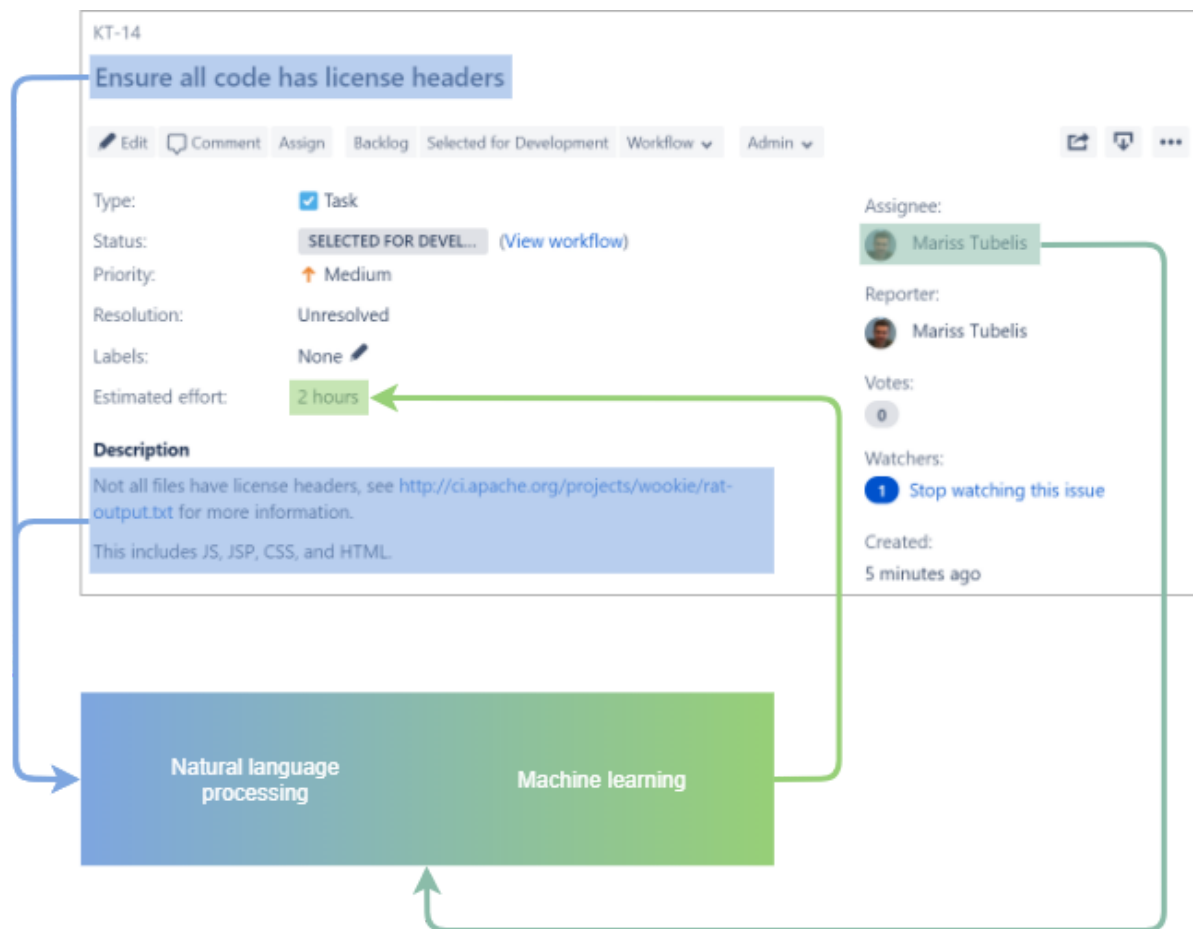 KT-14
Ensure all code has license headers
Edit Comment Assign Backlog Selected for Development Workflow Admin
Type: Task
Status: SELECTED FOR DEVEL... (View workflow)
Priority: Medium
Resolution: Unresolved
Labels: None
Estimated effort: 2 hours
Description
Not all files have license headers, see http://ci.apache.org/projects/wookie/rat-
output.txt for more information.
This includes JS, JSP, CSS, and HTML.
Assignee:
Mariss Tubelis
Reporter:
Mariss Tubelis
Votes:
0
Watchers:
1 Stop watching this issue
Created:
5 minutes ago
Natural language
processing
Machine learning